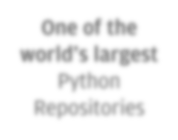 One of the
world's largest
Python
Repositories